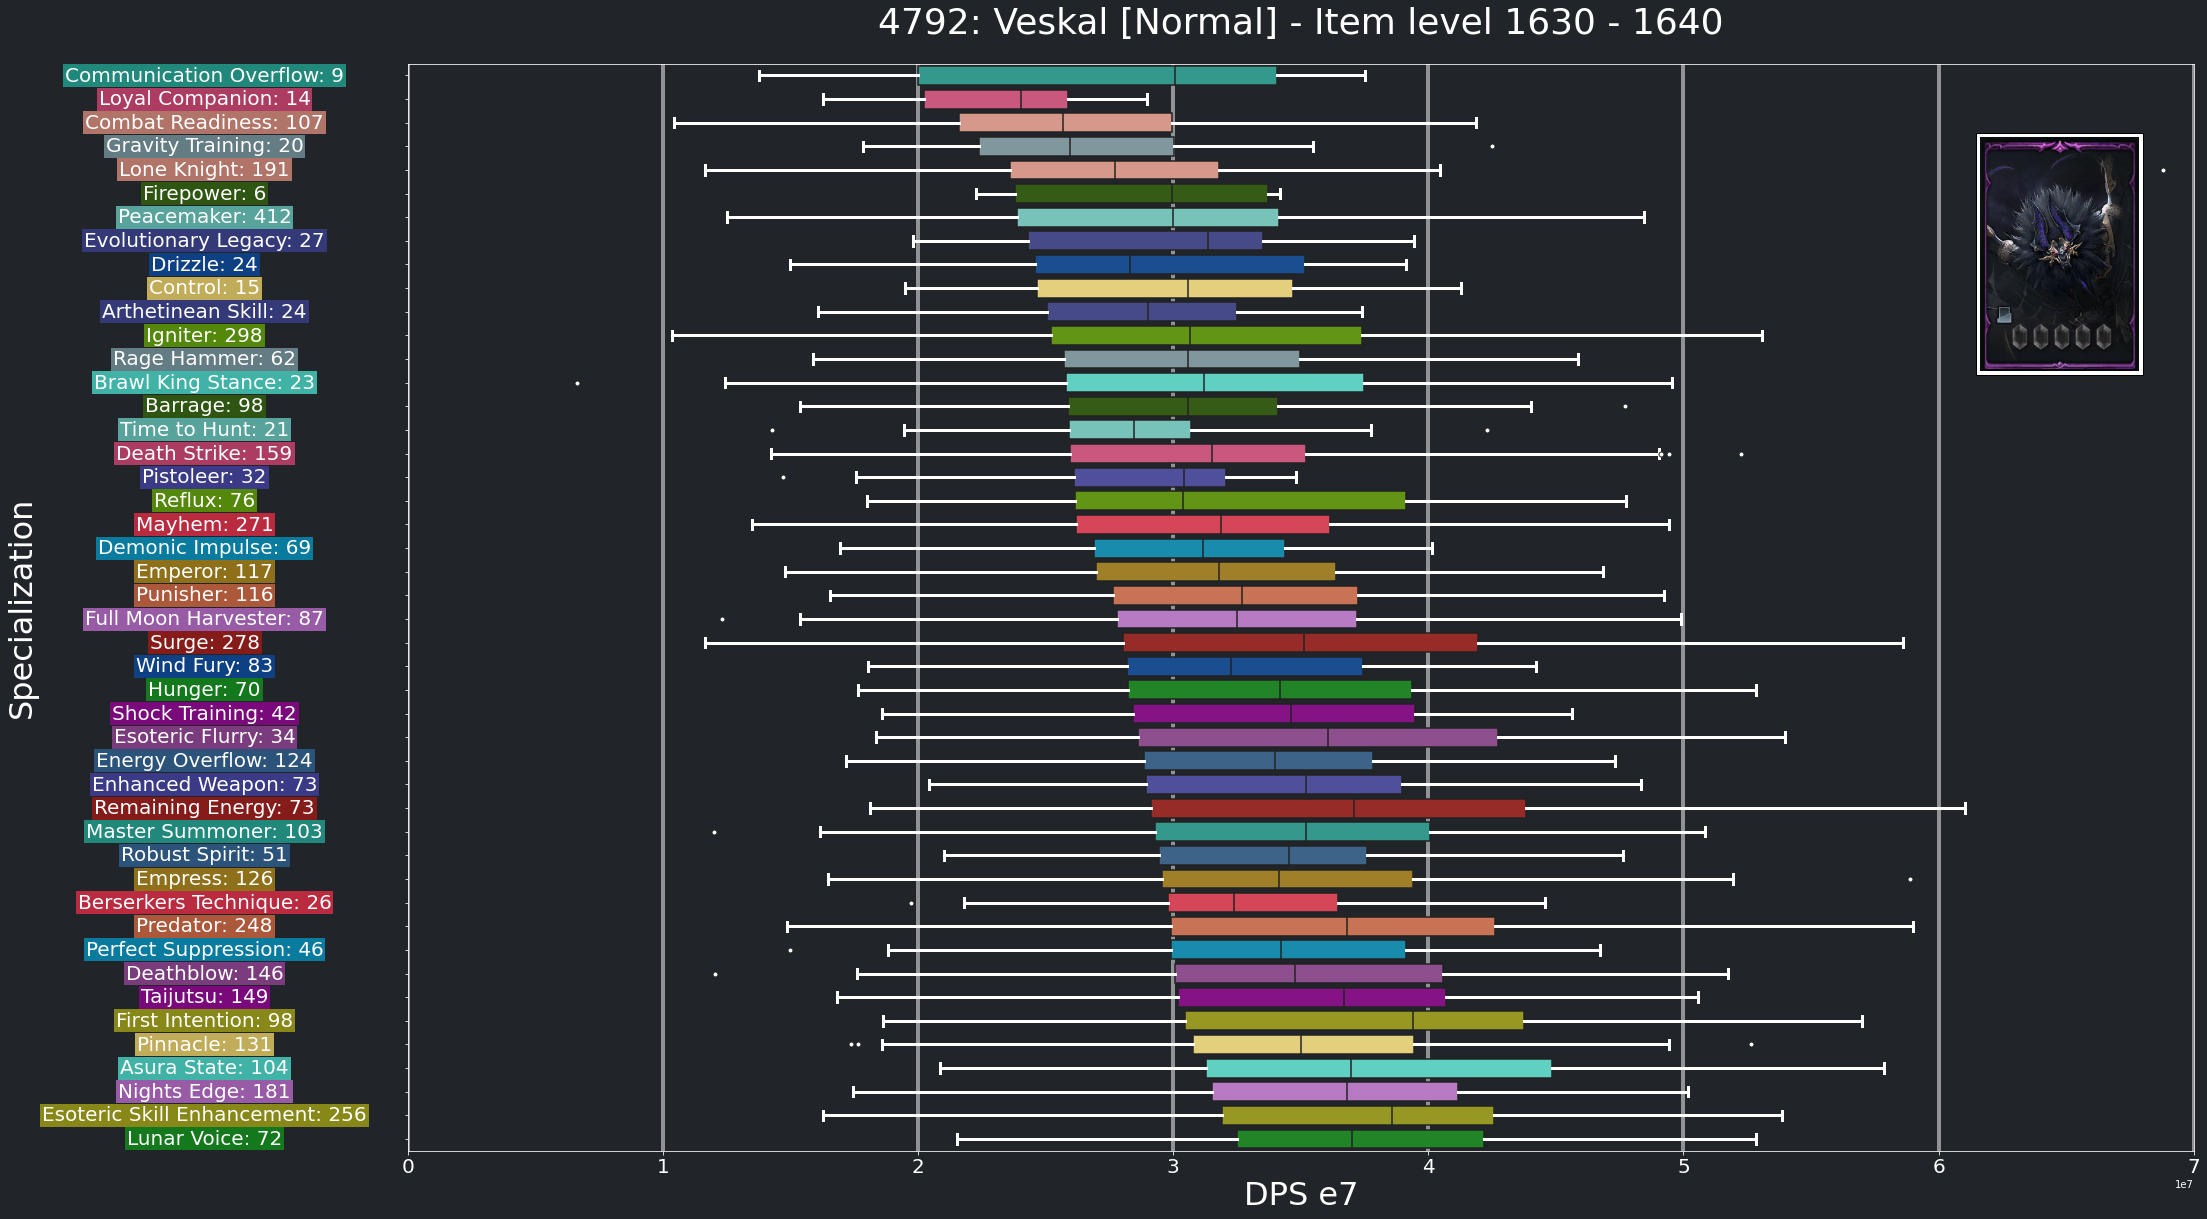 4792: Veskal [Normal] - Item level 1630 - 1640
Specialization
Communication Overflow: 9
Loyal Companion: 14
Combat Readiness: 107
Gravity Training: 20
Lone Knight: 191
Firepower: 6
Peacemaker: 412
Evolutionary Legacy: 27
Drizzle: 24
Control: 15
Arthetinean Skill: 24
Igniter: 298
Rage Hammer: 62
Brawl King Stance: 23
Barrage: 98
Time to Hunt: 21
Death Strike: 159
Pistoleer: 32
Reflux: 76
Mayhem: 271
Demonic Impulse: 69
Emperor: 117
Punisher: 116
Full Moon Harvester: 87
Surge: 278
Wind Fury: 83
Hunger: 70
Shock Training: 42
Esoteric Flurry: 34
Energy Overflow: 124
Enhanced Weapon: 73
Remaining Energy: 73
Master Summoner: 103
Robust Spirit: 51
Empress: 126
Berserkers Technique: 26
Predator: 248
Perfect Suppression: 46
Deathblow: 146
Taijutsu: 149
First Intention: 98
Pinnacle: 131
Asura State: 104
Nights Edge: 181
Esoteric Skill Enhancement: 256
Lunar Voice: 72
0 1 2 3 4 5 6 7
1e7
DPS e7